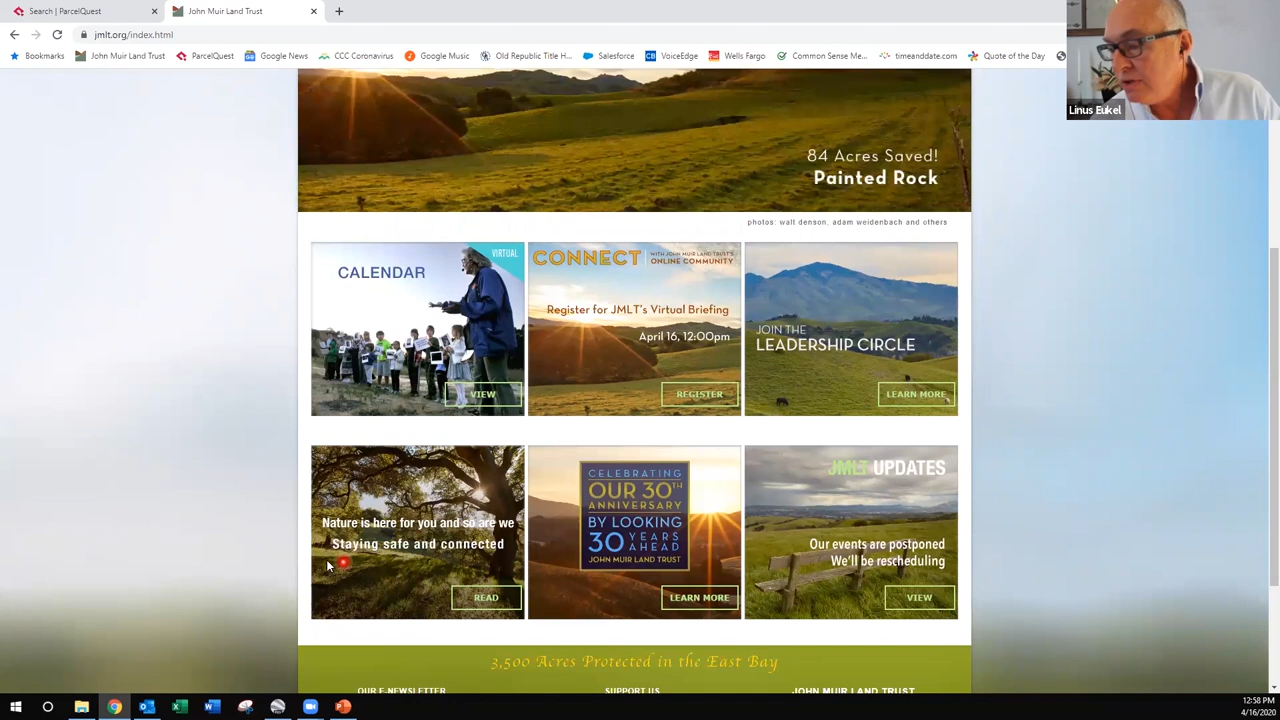 Search | ParcelQuest
John Muir Land Trust
jmlt.org/index.html
Bookmarks
John Muir Land Trust
ParcelQuest
Google News
CCC Coronavirus
Google Music
Old Republic Title H...
Salesforce
VoiceEdge
Wells Fargo
Common Sense Me...
timeanddate.com
Quote of the Day
Linus Eukel
84 Acres Saved!
Painted Rock
photos: walt denson, adam weidenbach and others
CALENDAR
VIRTUAL
VIEW
CONNECT
WITH JOHN MUIR LAND TRUST'S
ONLINE COMMUNITY
Register for JMLT's Virtual Briefing
April 16, 12:00pm
REGISTER
JOIN THE
LEADERSHIP CIRCLE
LEARN MORE
Nature is here for you and so are we
Staying safe and connected
READ
CELEBRATING
OUR 30TH
ANNIVERSARY
BY LOOKING
30 YEARS
AHEAD
JOHN MUIR LAND TRUST
LEARN MORE
JMLT UPDATES
Our events are postponed
We'll be rescheduling
VIEW
3,500 Acres Protected in the East Bay
OUR E-NEWSLETTER
SUPPORT US
JOHN MUIR LAND TRUST
12:58 PM
4/16/2020